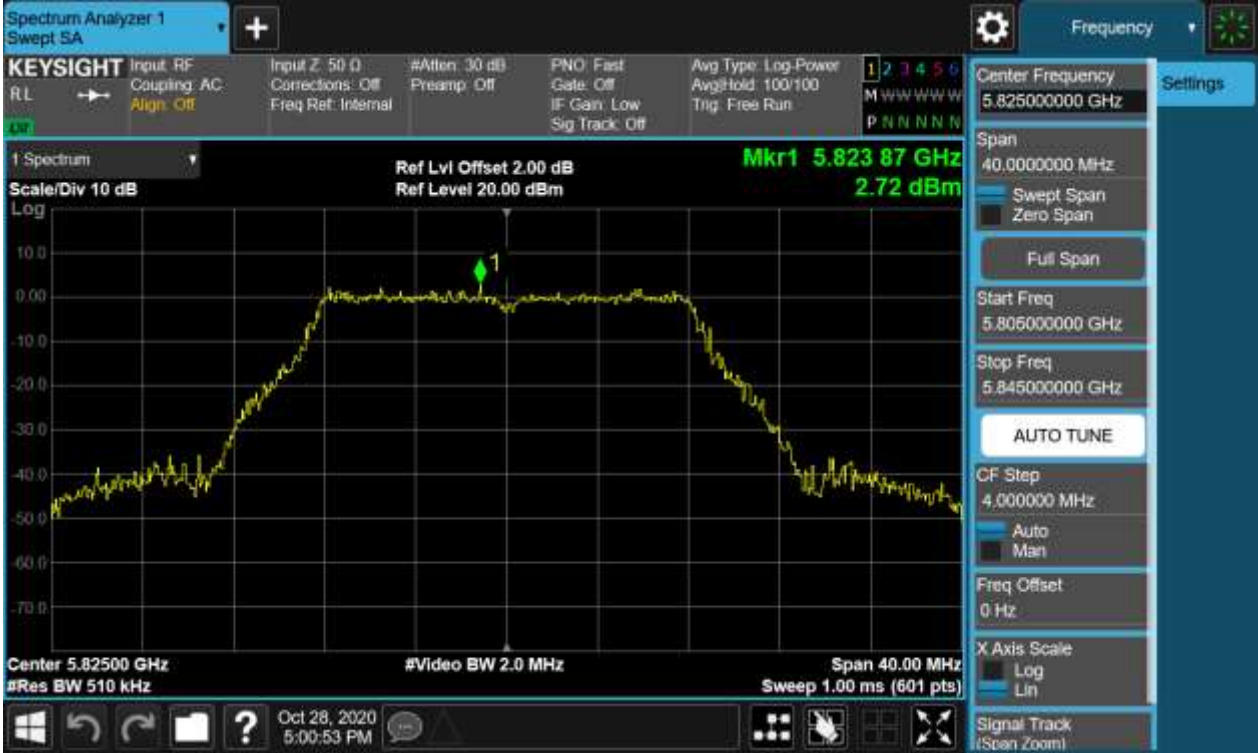 Spectrum Analyzer 1
Swept SA
+
Frequency
KEYSIGHT
RL
Input: RF
Coupling: AC
Align: Off
Input Z: 50 Ω
Corrections: Off
Freq Ref: Internal
#Atten: 30 dB
Preamp: Off
PNO: Fast
Gate: Off
IF Gain: Low
Sig Track: Off
Avg Type: Log-Power
Avg|Hold: 100/100
Trig: Free Run
1 2 3 4 5 6
M W W W W W
P N N N N N
1 Spectrum
Scale/Div 10 dB
Log
Ref Lvl Offset 2.00 dB
Ref Level 20.00 dBm
Mkr1 5.823 87 GHz
2.72 dBm
1
10.0
0.00
-10.0
-20.0
-30.0
-40.0
-50.0
-60.0
-70.0
Center 5.82500 GHz
#Res BW 510 kHz
#Video BW 2.0 MHz
Span 40.00 MHz
Sweep 1.00 ms (601 pts)
Center Frequency
5.825000000 GHz
Settings
Span
40.0000000 MHz
Swept Span
Zero Span
Full Span
Start Freq
5.805000000 GHz
Stop Freq
5.845000000 GHz
AUTO TUNE
CF Step
4.000000 MHz
Auto
Man
Freq Offset
0 Hz
X Axis Scale
Log
Lin
Signal Track
(Span Zoom)
?
Oct 28, 2020
5:00:53 PM